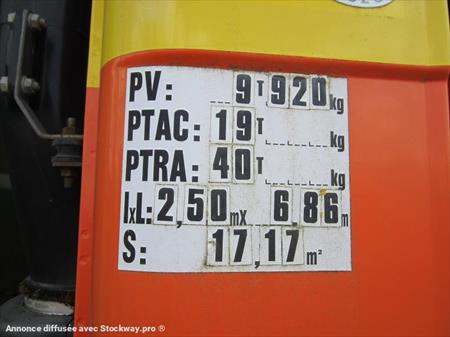 PV: 9T920kg
PTAC: 19T kg
PTRA: 40T kg
lxL: 2,50mX 6,86m
S: 17,17m²
Annonce diffusée avec Stockway.pro ®